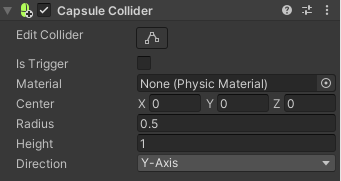 Capsule Collider
Edit Collider
Is Trigger
Material None (Physic Material)
Center X 0 Y 0 Z 0
Radius 0.5
Height 1
Direction Y-Axis